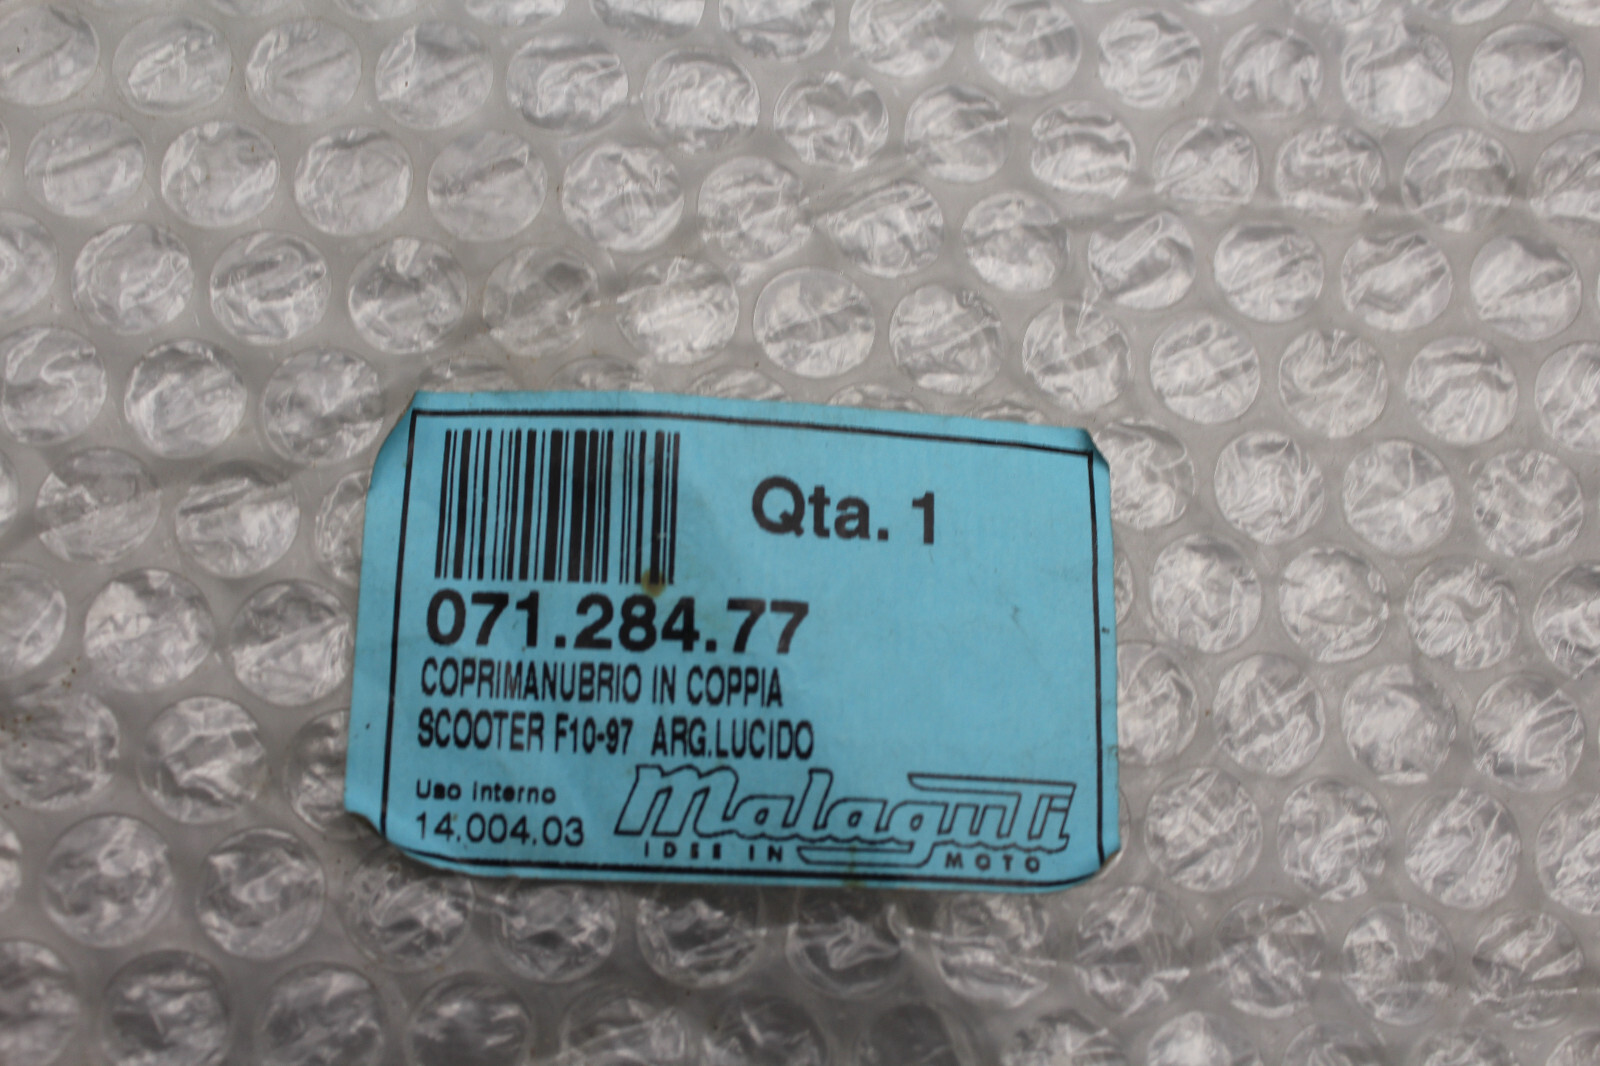 Qta. 1
071.284.77
COPRIMANUBRIO IN COPPIA
SCOOTER F10-97 ARG.LUCIDO
Uso interno
14.004.03
Malaguti
IDEE IN MOTO